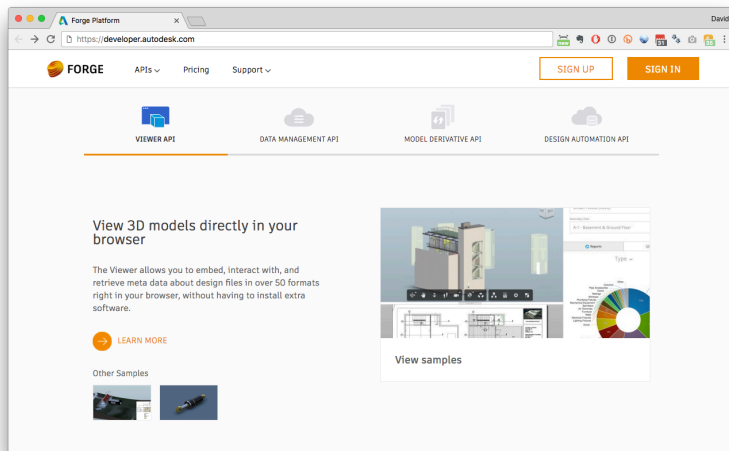 Forge Platform
David
https://developer.autodesk.com
FORGE
APIs
Pricing
Support
SIGN UP
SIGN IN
VIEWER API
DATA MANAGEMENT API
MODEL DERIVATIVE API
DESIGN AUTOMATION API
View 3D models directly in your
browser
The Viewer allows you to embed, interact with, and
retrieve meta data about design files in over 50 formats
right in your browser, without having to install extra
software.
LEARN MORE
Other Samples
Reports
Type
View samples